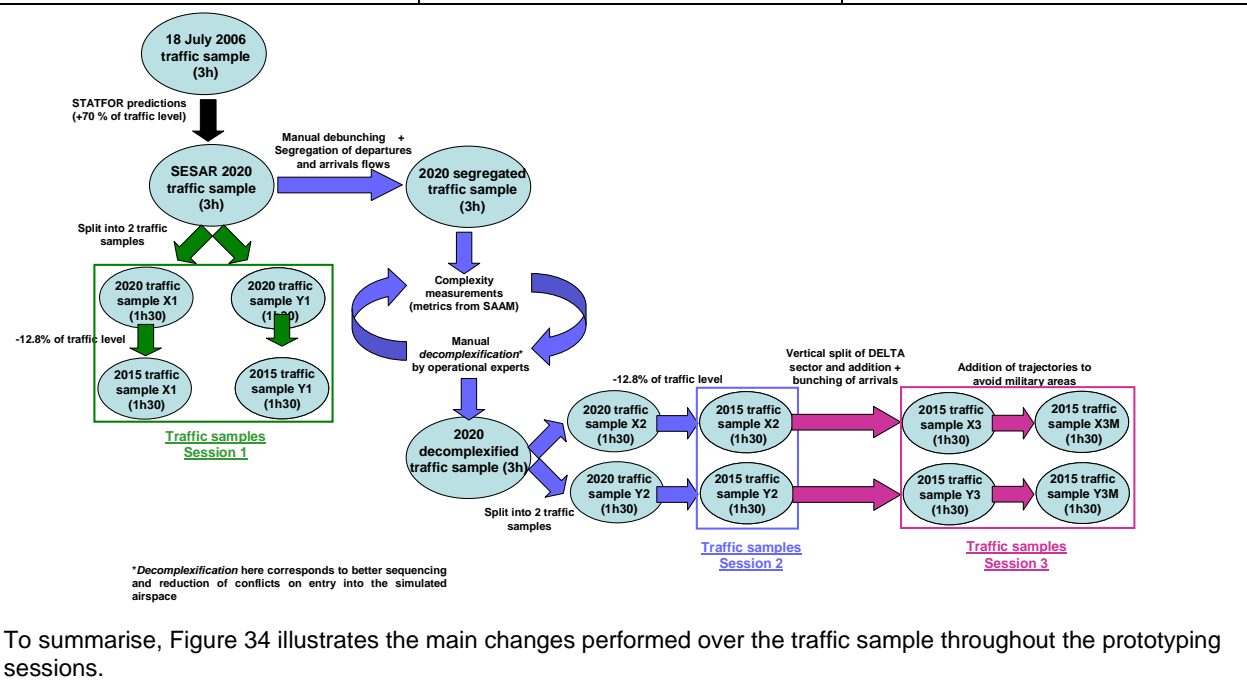 18 July 2006
traffic sample
(3h)
STATFOR predictions
(+70 % of traffic level)
Manual debunching +
Segregation of departures
and arrivals flows
SESAR 2020
traffic sample
(3h)
2020 segregated
traffic sample
(3h)
Split into 2 traffic
samples
2020 traffic
sample X1
(1h30)
2020 traffic
sample Y1
(1h30)
-12.8% of traffic level
2015 traffic
sample X1
(1h30)
2015 traffic
sample Y1
(1h30)
Traffic samples
Session 1
Complexity
measurements
(metrics from SAAM)
Manual
decomplexification*
by operational experts
2020
decomplexified
traffic sample (3h)
Split into 2 traffic
samples
-12.8% of traffic level
2020 traffic
sample X2
(1h30)
2015 traffic
sample X2
(1h30)
2020 traffic
sample Y2
(1h30)
2015 traffic
sample Y2
(1h30)
Traffic samples
Session 2
Vertical split of DELTA
sector and addition +
bunching of arrivals
Addition of trajectories to
avoid military areas
2015 traffic
sample X3
(1h30)
2015 traffic
sample X3M
(1h30)
2015 traffic
sample Y3
(1h30)
2015 traffic
sample Y3M
(1h30)
Traffic samples
Session 3
*Decomplexification here corresponds to better sequencing
and reduction of conflicts on entry into the simulated
airspace
To summarise, Figure 34 illustrates the main changes performed over the traffic sample throughout the prototyping
sessions.